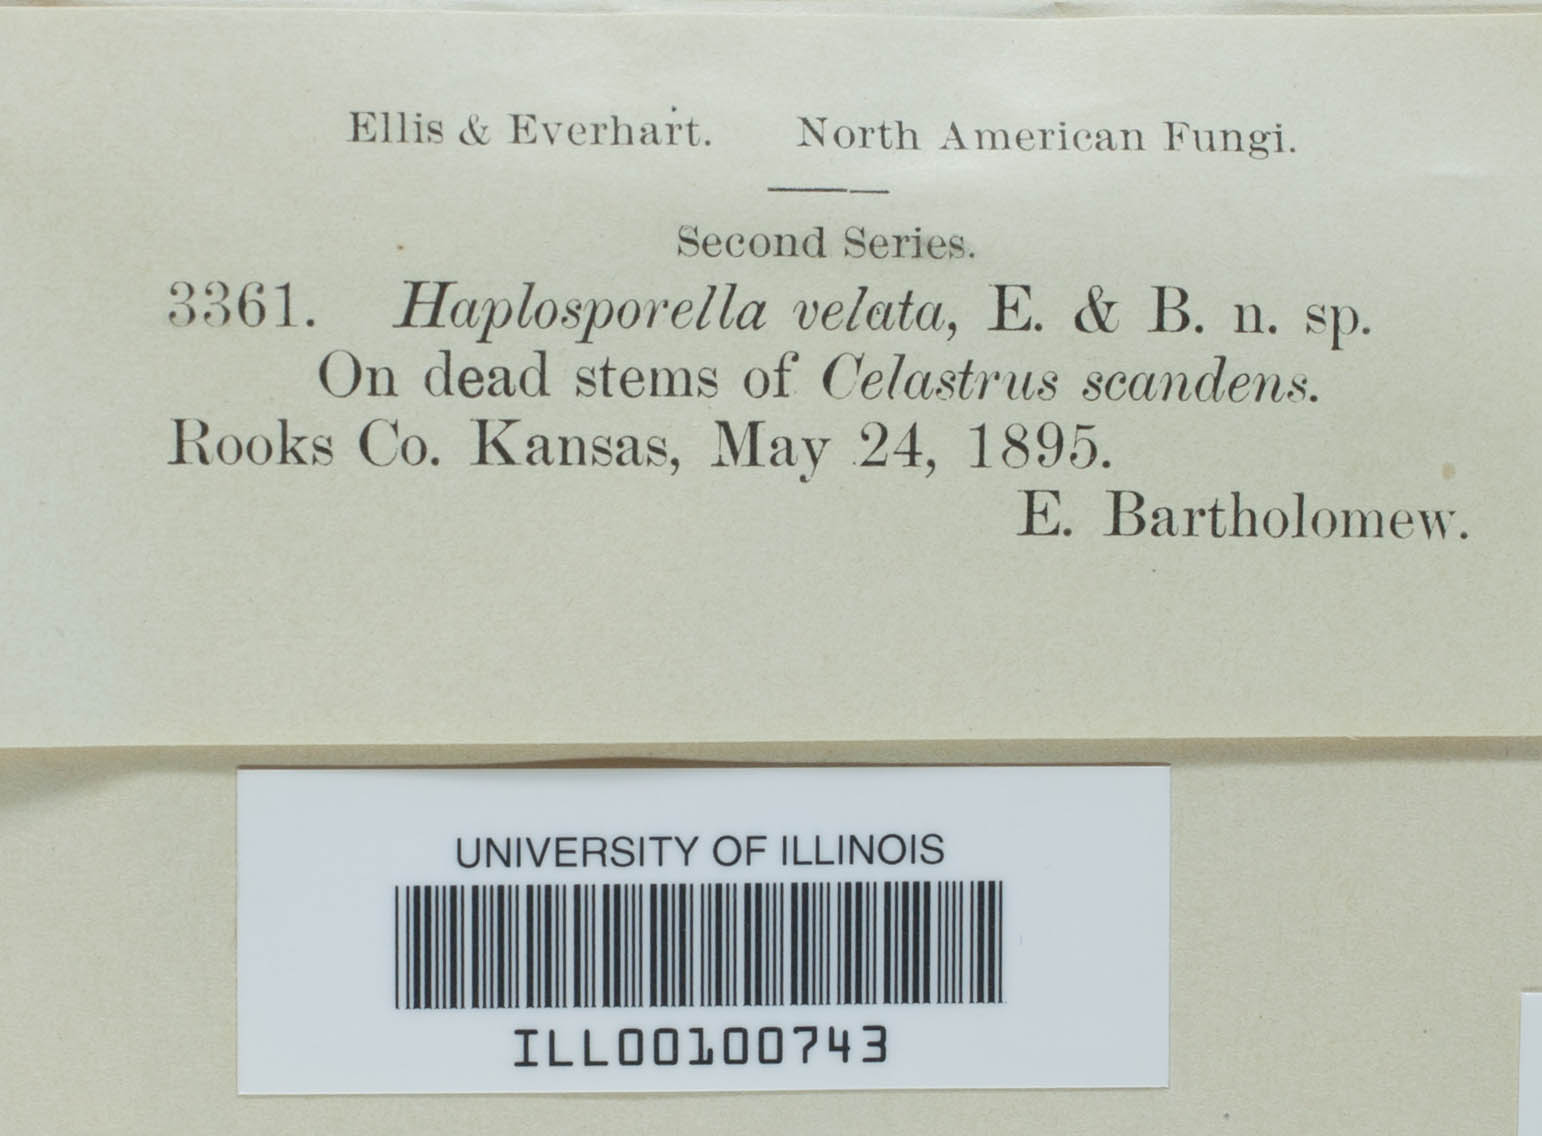 Ellis & Everhart. North American Fungi.
Second Series.
3361. Haplosporella velata, E. & B. n. sp.
On dead stems of Celastrus scandens.
Rooks Co. Kansas, May 24, 1895.
E. Bartholomew.
UNIVERSITY OF ILLINOIS
ILL00100743